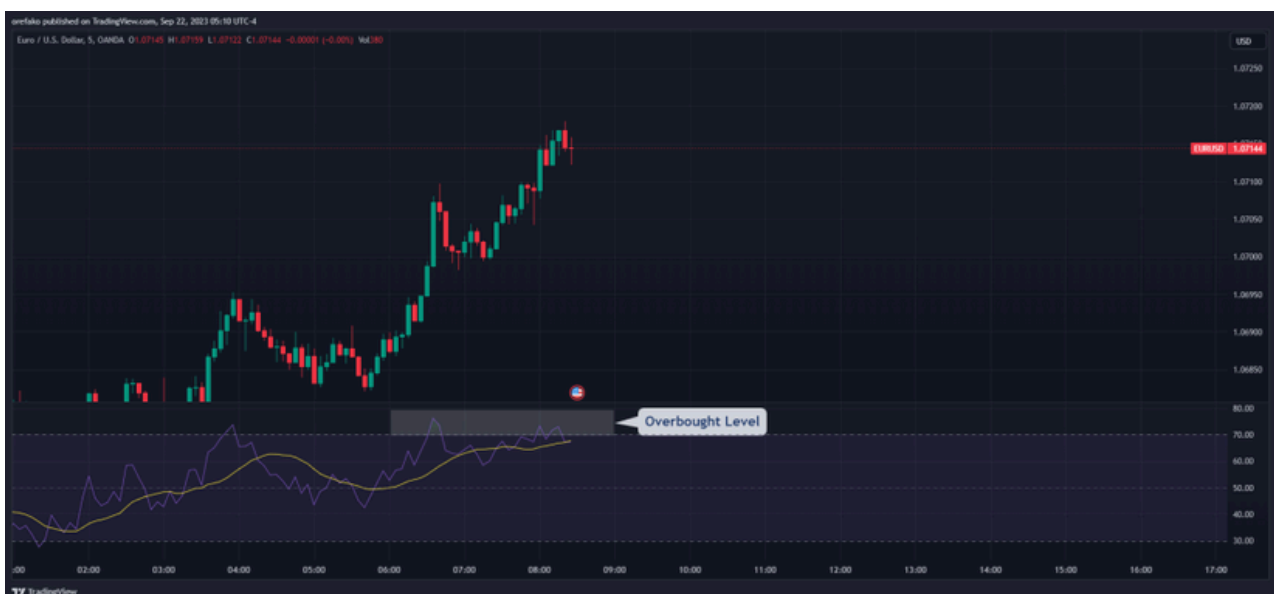 orefako published on TradingView.com, Sep 22, 2023 05:10 UTC-4
Euro / U.S. Dollar, 5, OANDA O1.07145 H1.07159 L1.07122 C1.07144 -0.00001 (-0.00%) Vol380
USD
1.07250
1.07200
EURUSD 1.07144
1.07100
1.07050
1.07000
1.06950
1.06900
1.06850
Overbought Level
80.00
70.00
60.00
50.00
40.00
30.00
:00 02:00 03:00 04:00 05:00 06:00 07:00 08:00 09:00 10:00 11:00 12:00 13:00 14:00 15:00 16:00 17:00
TradingView